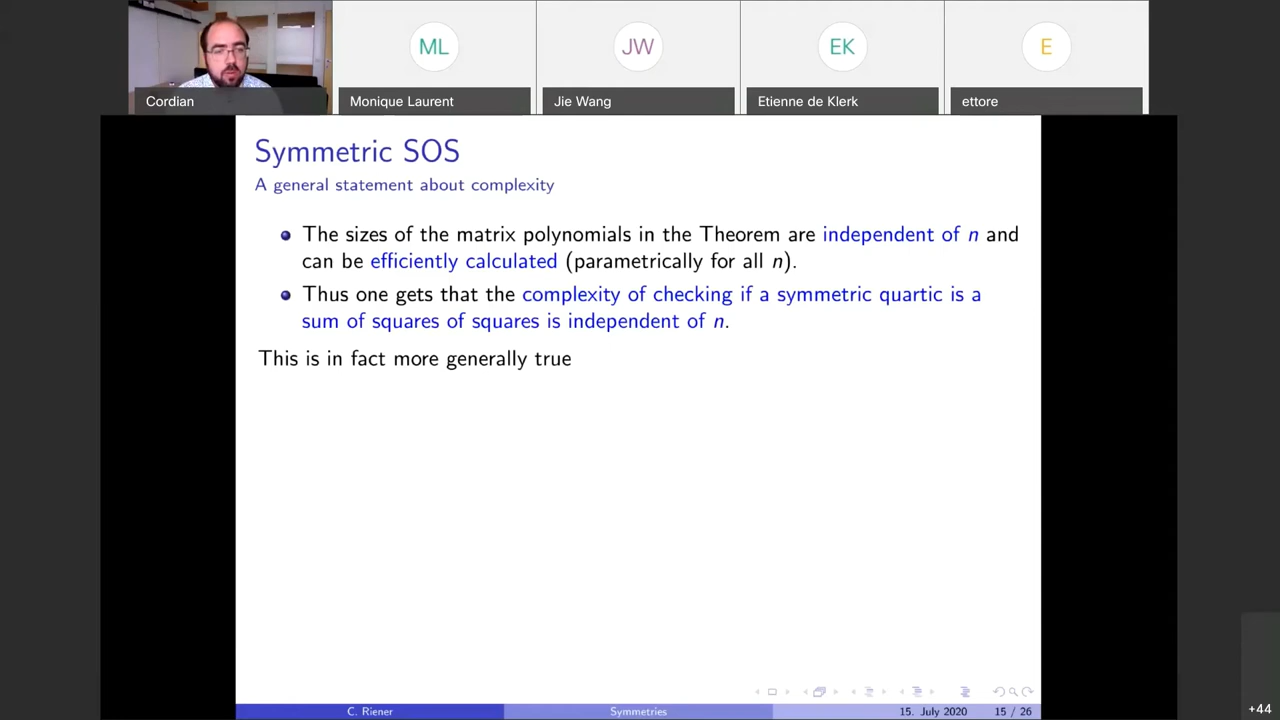 ML
JW
EK
E
Cordian
Monique Laurent
Jie Wang
Etienne de Klerk
ettore
Symmetric SOS
A general statement about complexity
The sizes of the matrix polynomials in the Theorem are independent of n and
can be efficiently calculated (parametrically for all n).
Thus one gets that the complexity of checking if a symmetric quartic is a
sum of squares of squares is independent of n.
This is in fact more generally true
C. Riener
Symmetries
15. July 2020
15 / 26
+44